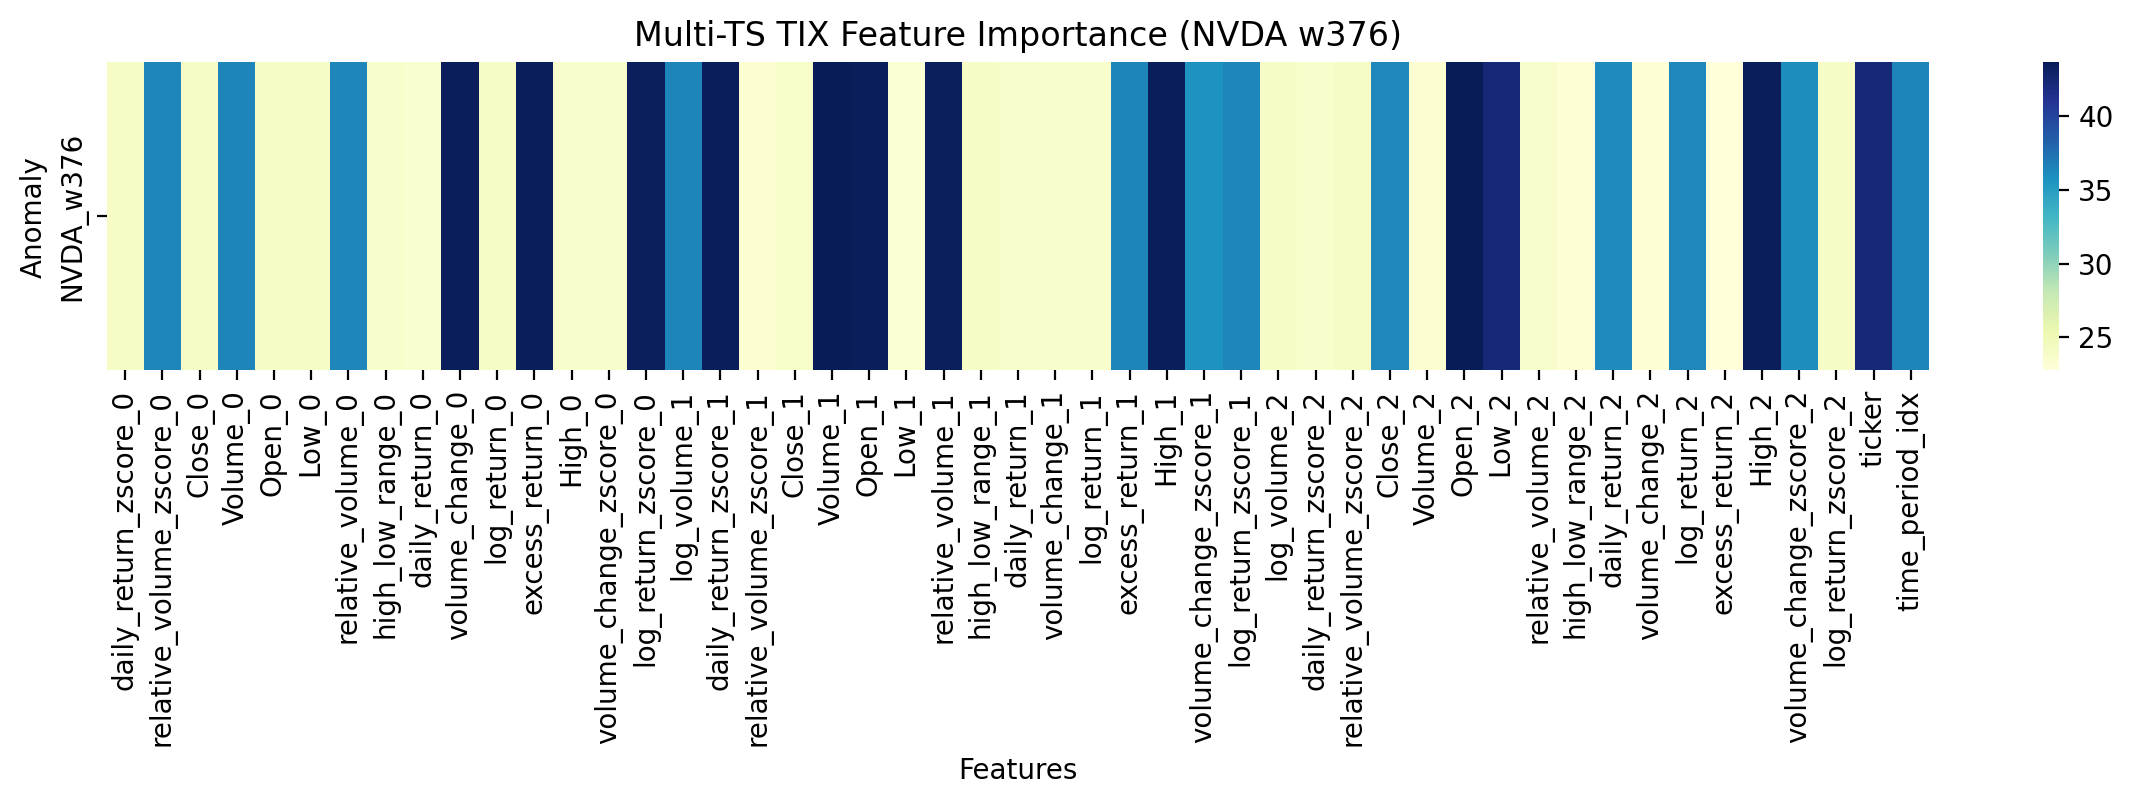 Multi-TS TIX Feature Importance (NVDA w376)
Anomaly
NVDA_w376
40
35
30
25
daily_return_zscore_0
relative_volume_zscore_0
Close_0
Volume_0
Open_0
Low_0
relative_volume_0
high_low_range_0
daily_return_0
volume_change_0
log_return_0
excess_return_0
High_0
volume_change_zscore_0
log_return_zscore_0
log_volume_1
daily_return_zscore_1
relative_volume_zscore_1
Close_1
Volume_1
Open_1
Low_1
relative_volume_1
high_low_range_1
daily_return_1
volume_change_1
log_return_1
excess_return_1
High_1
volume_change_zscore_1
log_return_zscore_1
log_volume_2
daily_return_zscore_2
relative_volume_zscore_2
Close_2
Volume_2
Open_2
Low_2
relative_volume_2
high_low_range_2
daily_return_2
volume_change_2
log_return_2
excess_return_2
High_2
volume_change_zscore_2
log_return_zscore_2
ticker
time_period_idx
Features